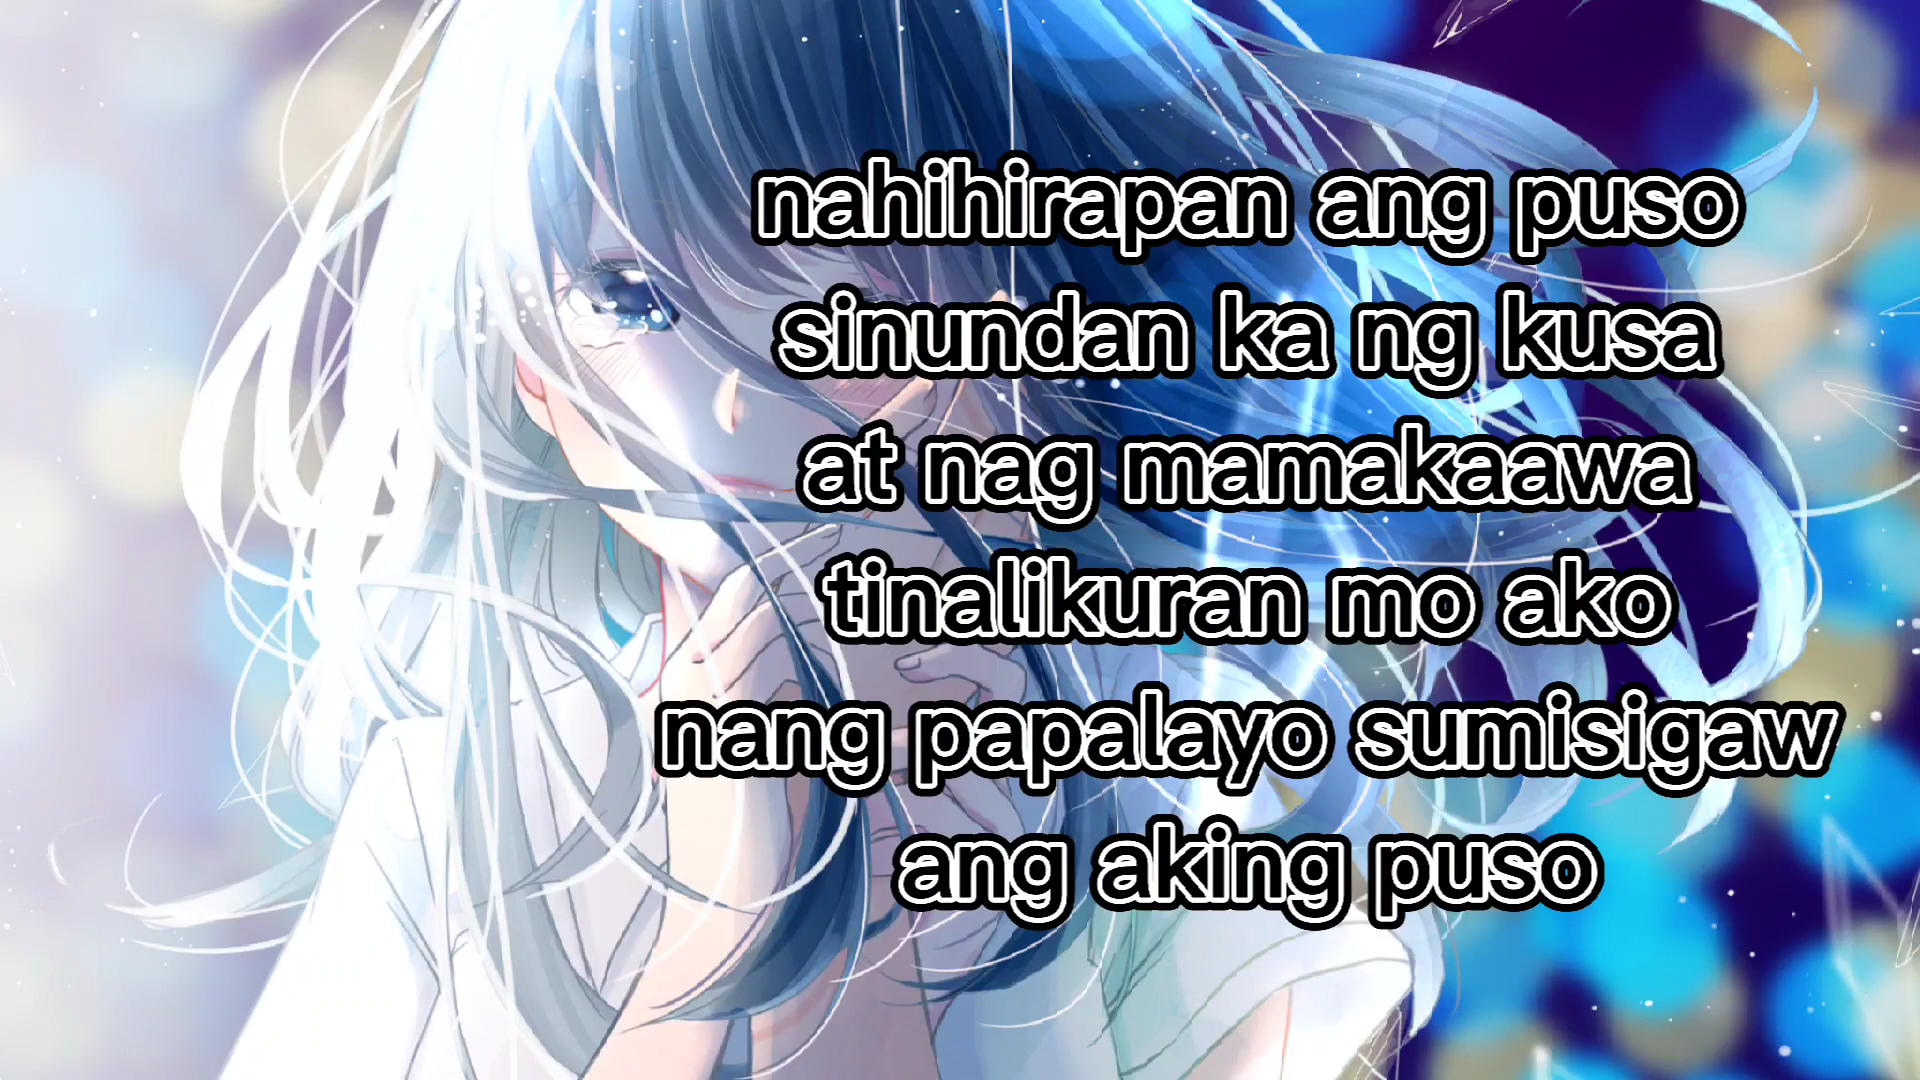 nahihirapan ang puso
sinundan ka ng kusa
at nag mamakaawa
tinalikuran mo ako
nang papalayo sumisigaw
ang aking puso